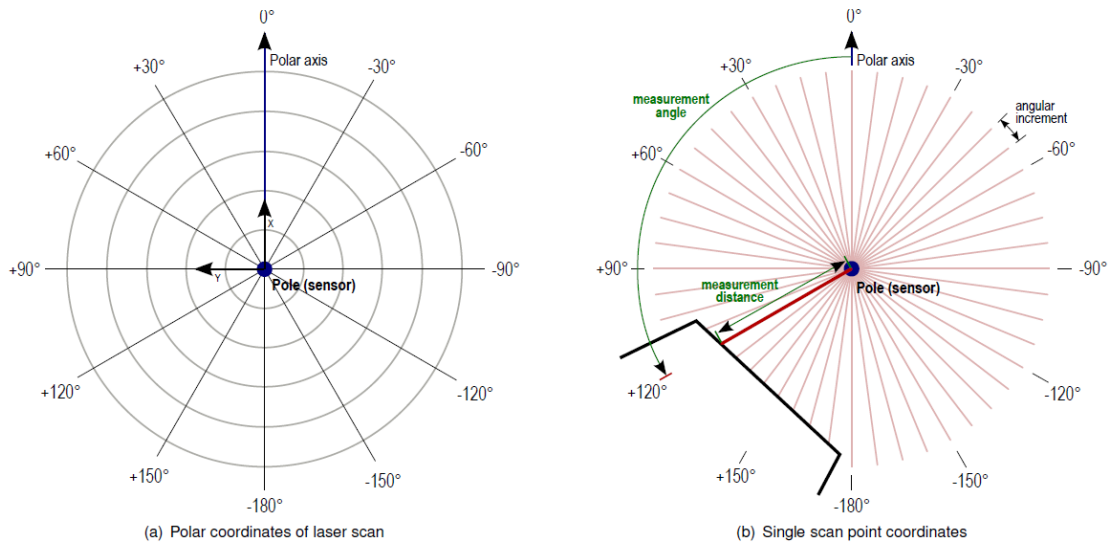 0°
Polar axis
+30°
-30°
+60°
-60°
X
Y
+90°
-90°
Pole (sensor)
+120°
-120°
+150°
-150°
-180°
(a) Polar coordinates of laser scan
0°
Polar axis
+30°
-30°
measurement
angle
angular
increment
+60°
-60°
+90°
-90°
measurement
distance
Pole (sensor)
+120°
-120°
+150°
-150°
-180°
(b) Single scan point coordinates